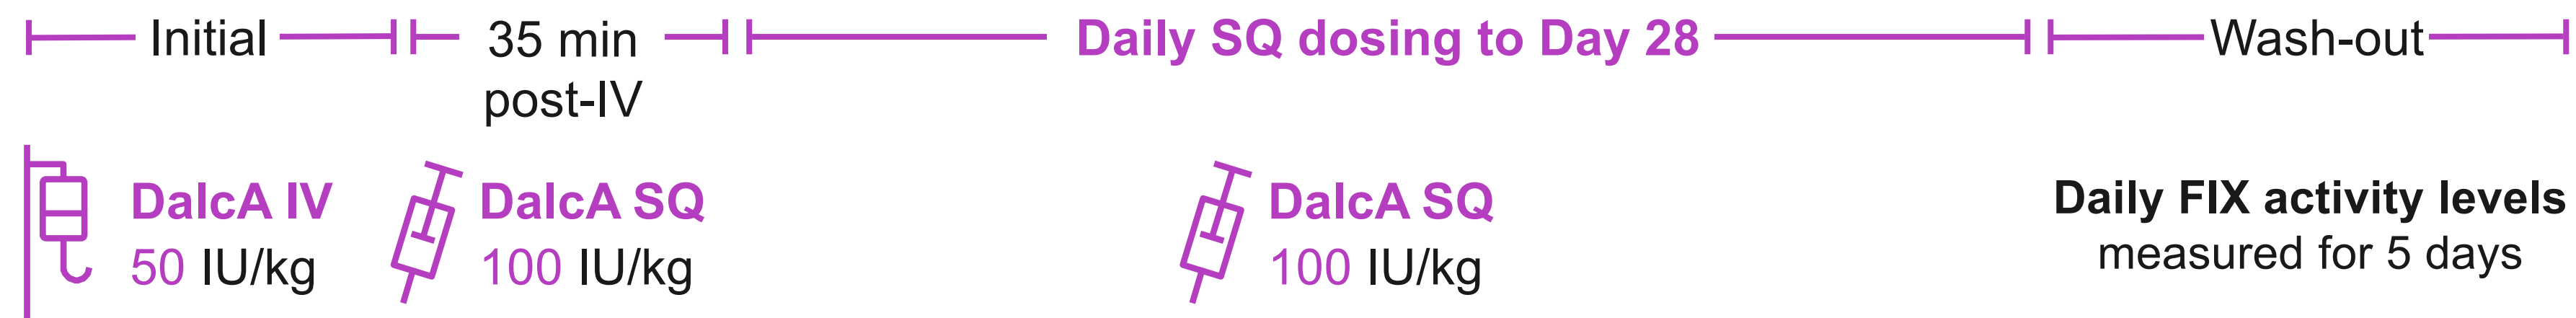 Initial
35 min
post-IV
Daily SQ dosing to Day 28
Wash-out
DalcA IV
50 IU/kg
DalcA SQ
100 IU/kg
DalcA SQ
100 IU/kg
Daily FIX activity levels
measured for 5 days